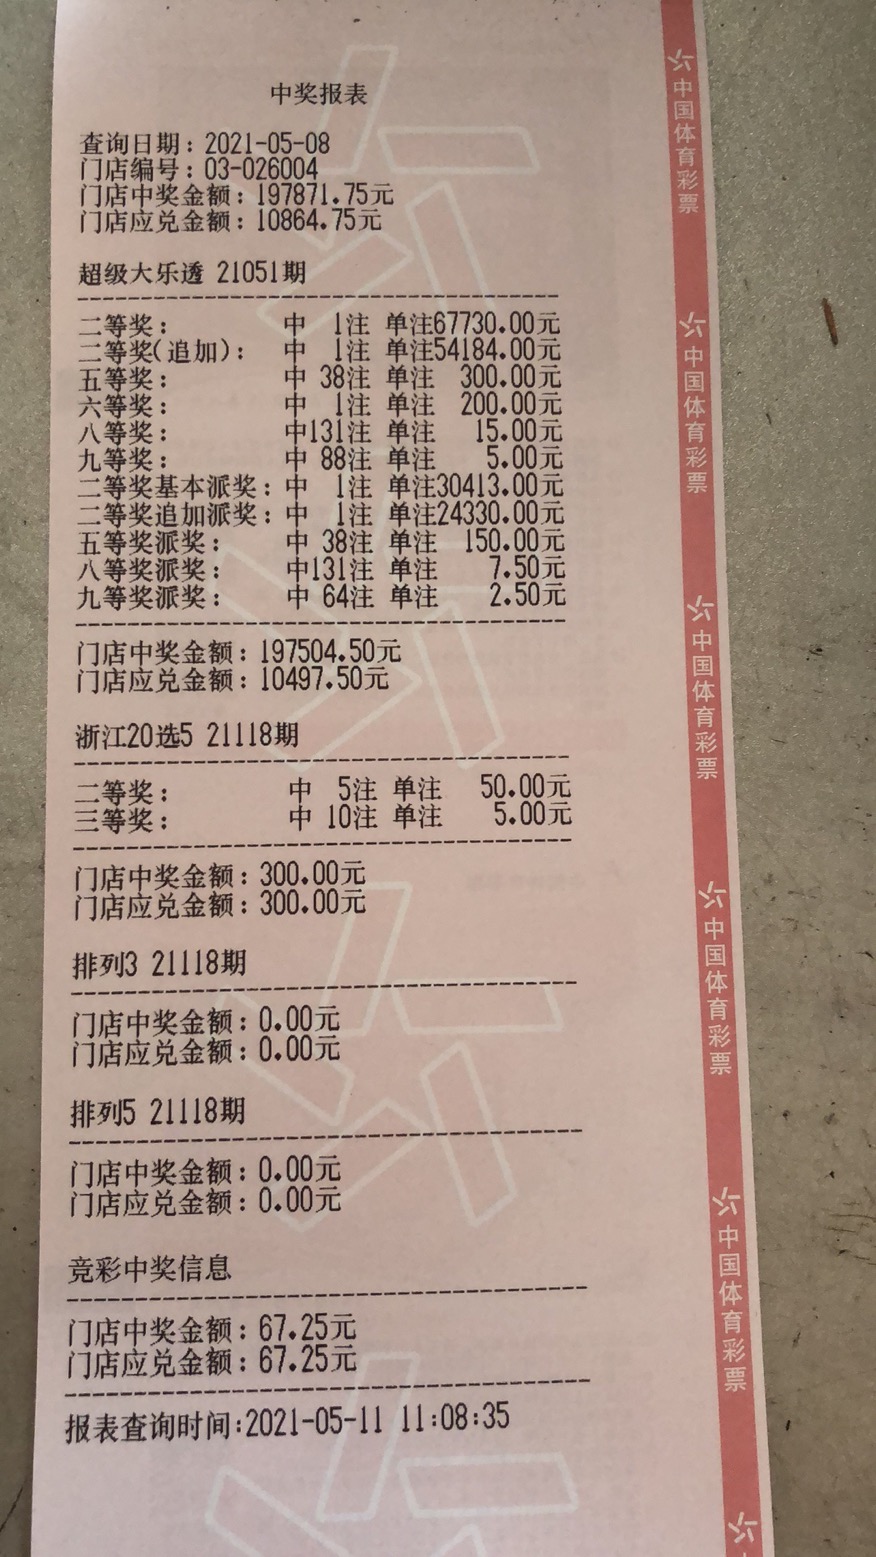 中奖报表
查询日期：2021-05-08
门店编号：03-026004
门店中奖金额：197871.75元
门店应兑金额：10864.75元
超级大乐透 21051期
二等奖： 中 1注 单注67730.00元
二等奖(追加)： 中 1注 单注54184.00元
五等奖： 中 38注 单注 300.00元
六等奖： 中 1注 单注 200.00元
八等奖： 中131注 单注 15.00元
九等奖： 中 88注 单注 5.00元
二等奖基本派奖：中 1注 单注30413.00元
二等奖追加派奖：中 1注 单注24330.00元
五等奖派奖： 中 38注 单注 150.00元
八等奖派奖： 中131注 单注 7.50元
九等奖派奖： 中 64注 单注 2.50元
门店中奖金额：197504.50元
门店应兑金额：10497.50元
浙江20选5 21118期
二等奖： 中 5注 单注 50.00元
三等奖： 中 10注 单注 5.00元
门店中奖金额：300.00元
门店应兑金额：300.00元
排列3 21118期
门店中奖金额：0.00元
门店应兑金额：0.00元
排列5 21118期
门店中奖金额：0.00元
门店应兑金额：0.00元
竞彩中奖信息
门店中奖金额：67.25元
门店应兑金额：67.25元
报表查询时间:2021-05-11 11:08:35
中国体育彩票
中国体育彩票
中国体育彩票
中国体育彩票
中国体育彩票